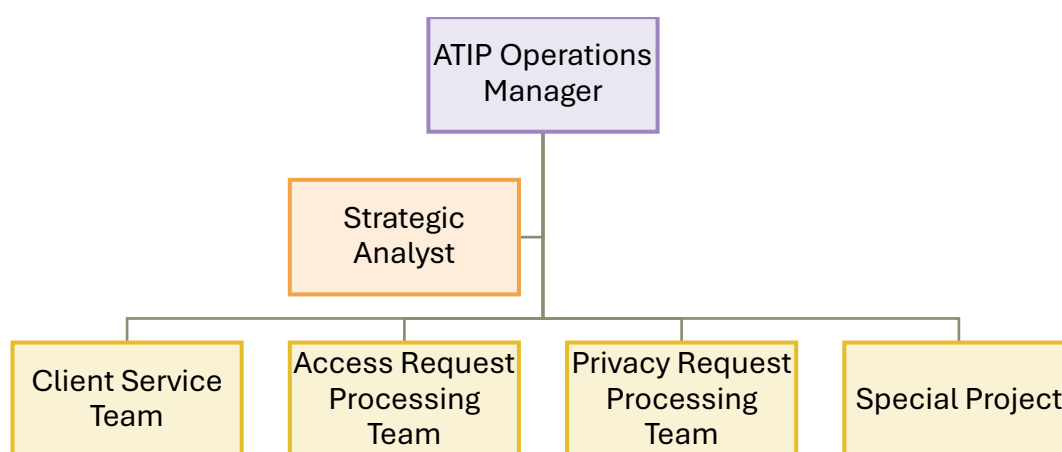 ATIP Operations
Manager
Strategic
Analyst
Client Service
Team
Access Request
Processing
Team
Privacy Request
Processing
Team
Special Project